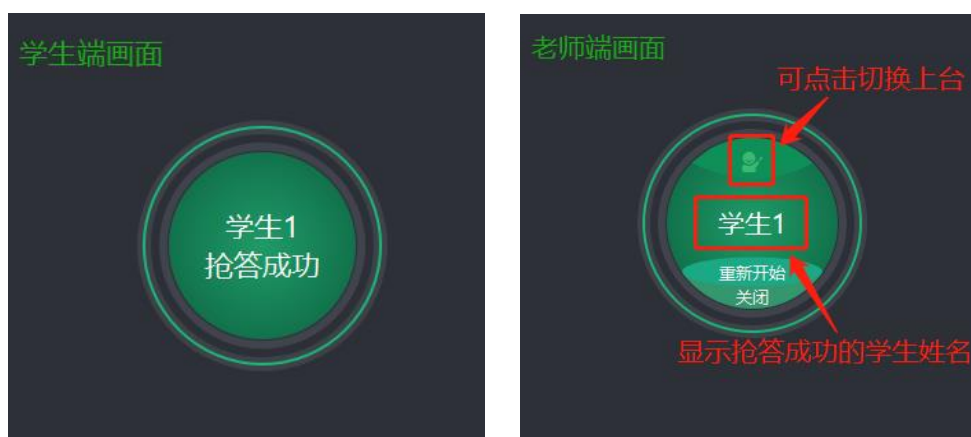 学生端画面
学生1
抢答成功
老师端画面
可点击切换上台
学生1
重新开始
关闭
显示抢答成功的学生姓名